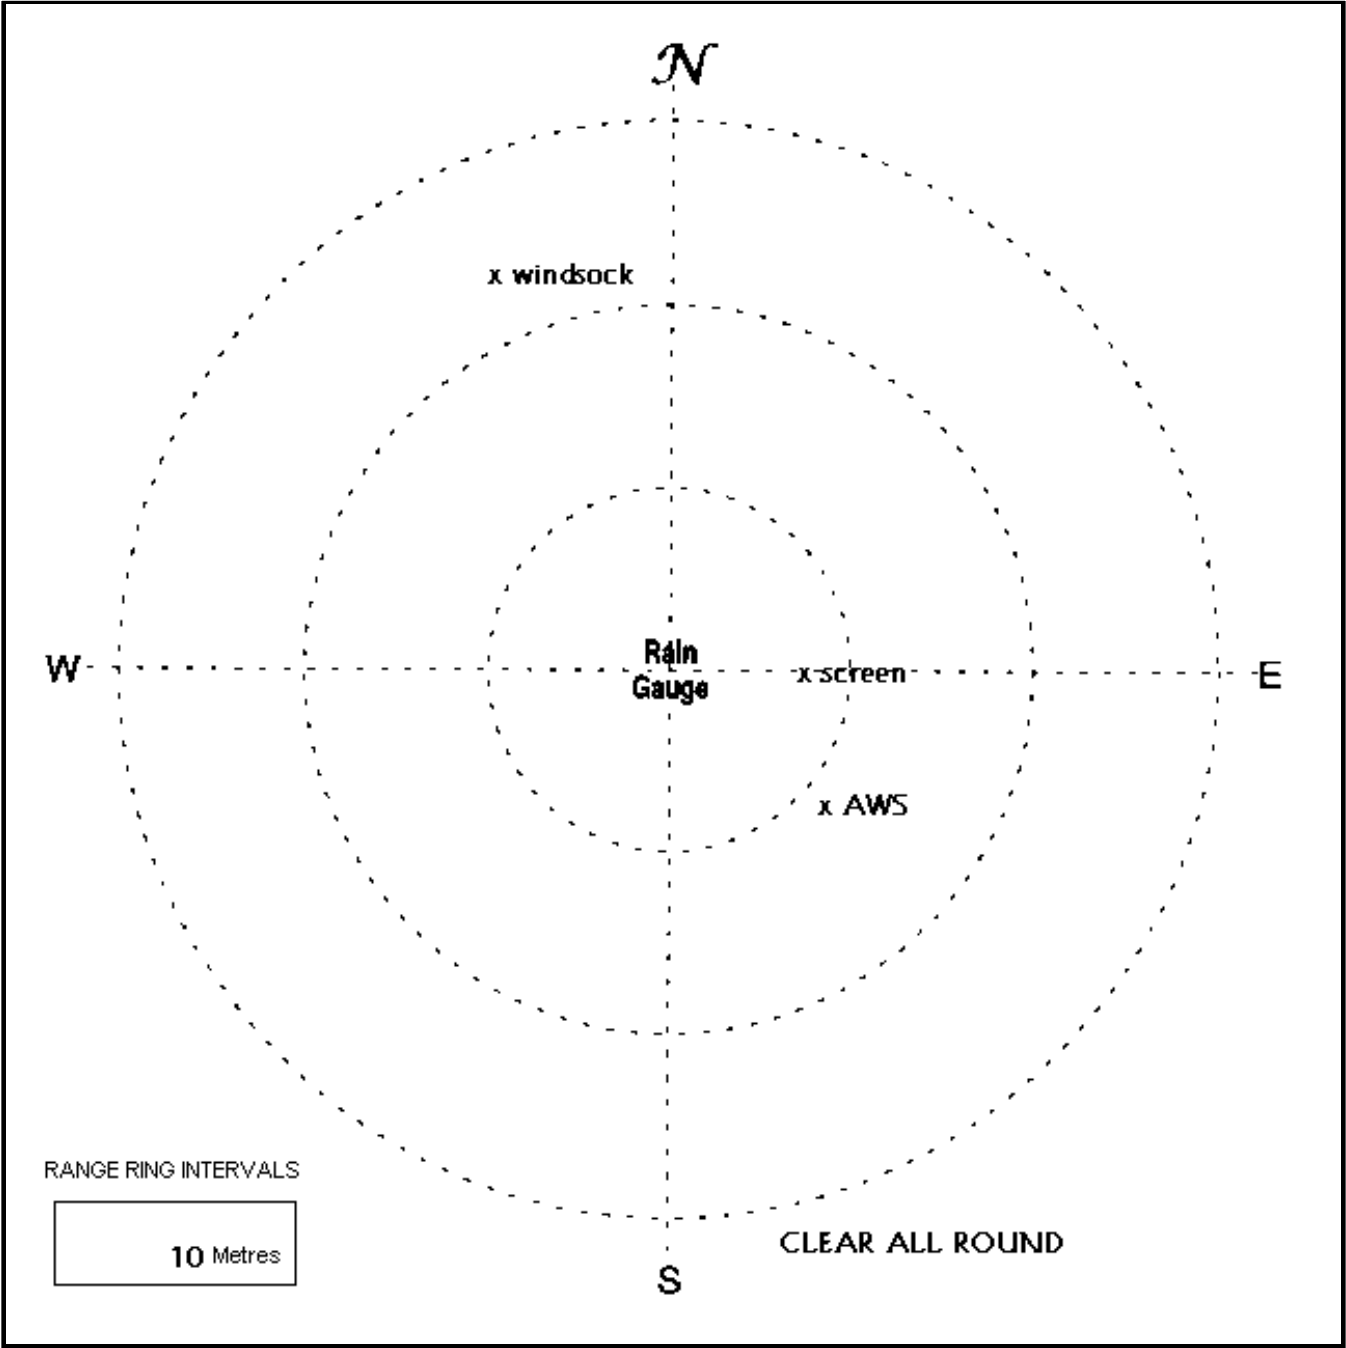 N
x windsock
W
Rain
Gauge
x screen
E
x AWS
RANGE RING INTERVALS
10 Metres
CLEAR ALL ROUND
S